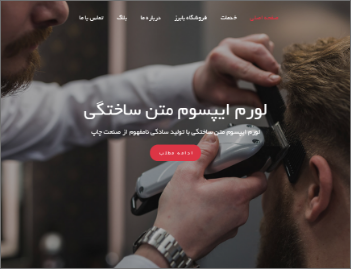 صفحه اصلی خدمات فروشگاه باربرز درباره ما بلاگ تماس با ما
لورم ایپسوم متن ساختگی
لورم ایپسوم متن ساختگی با تولید سادگی نامفهوم از صنعت چاپ
ادامه مطلب